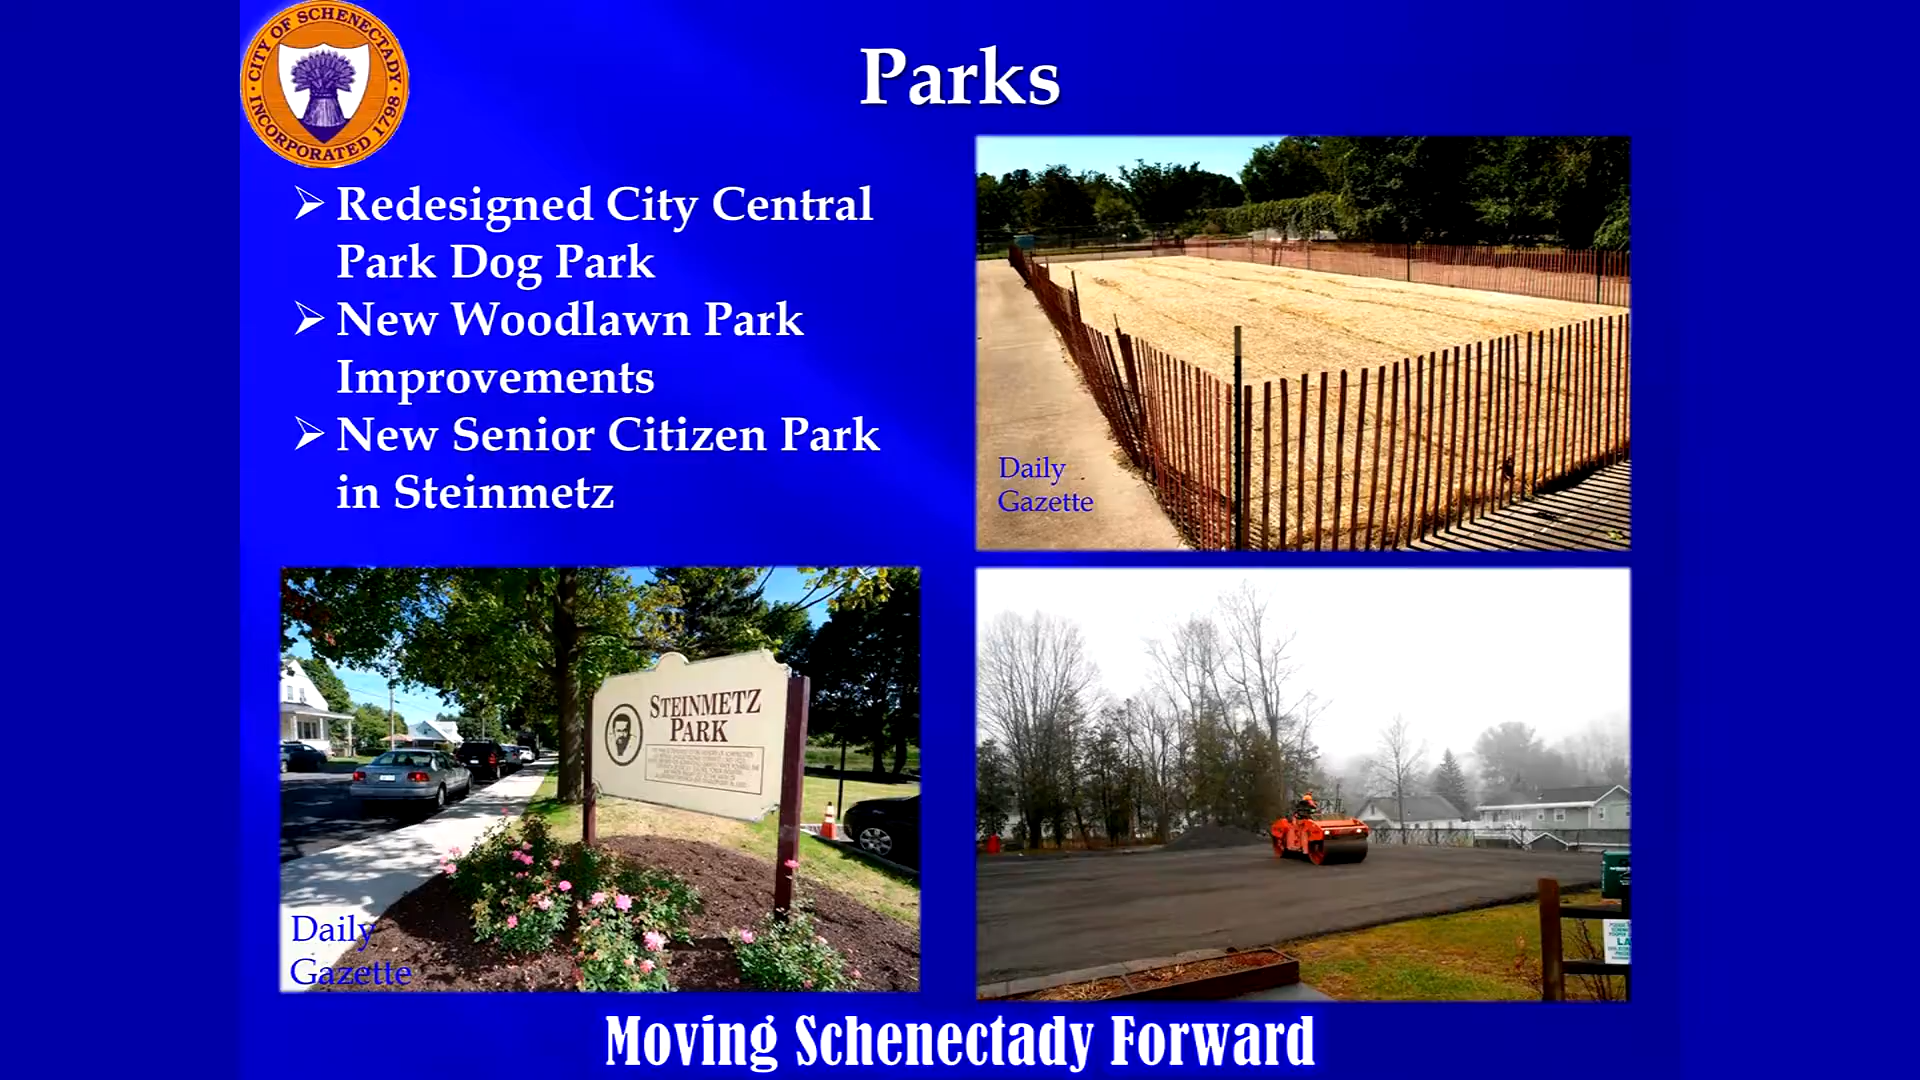 CITY OF SCHENECTADY
INCORPORATED 1798
Parks
Redesigned City Central
Park Dog Park
New Woodlawn Park
Improvements
New Senior Citizen Park
in Steinmetz
Daily
Gazette
STEINMETZ
PARK
Daily
Gazette
Moving Schenectady Forward